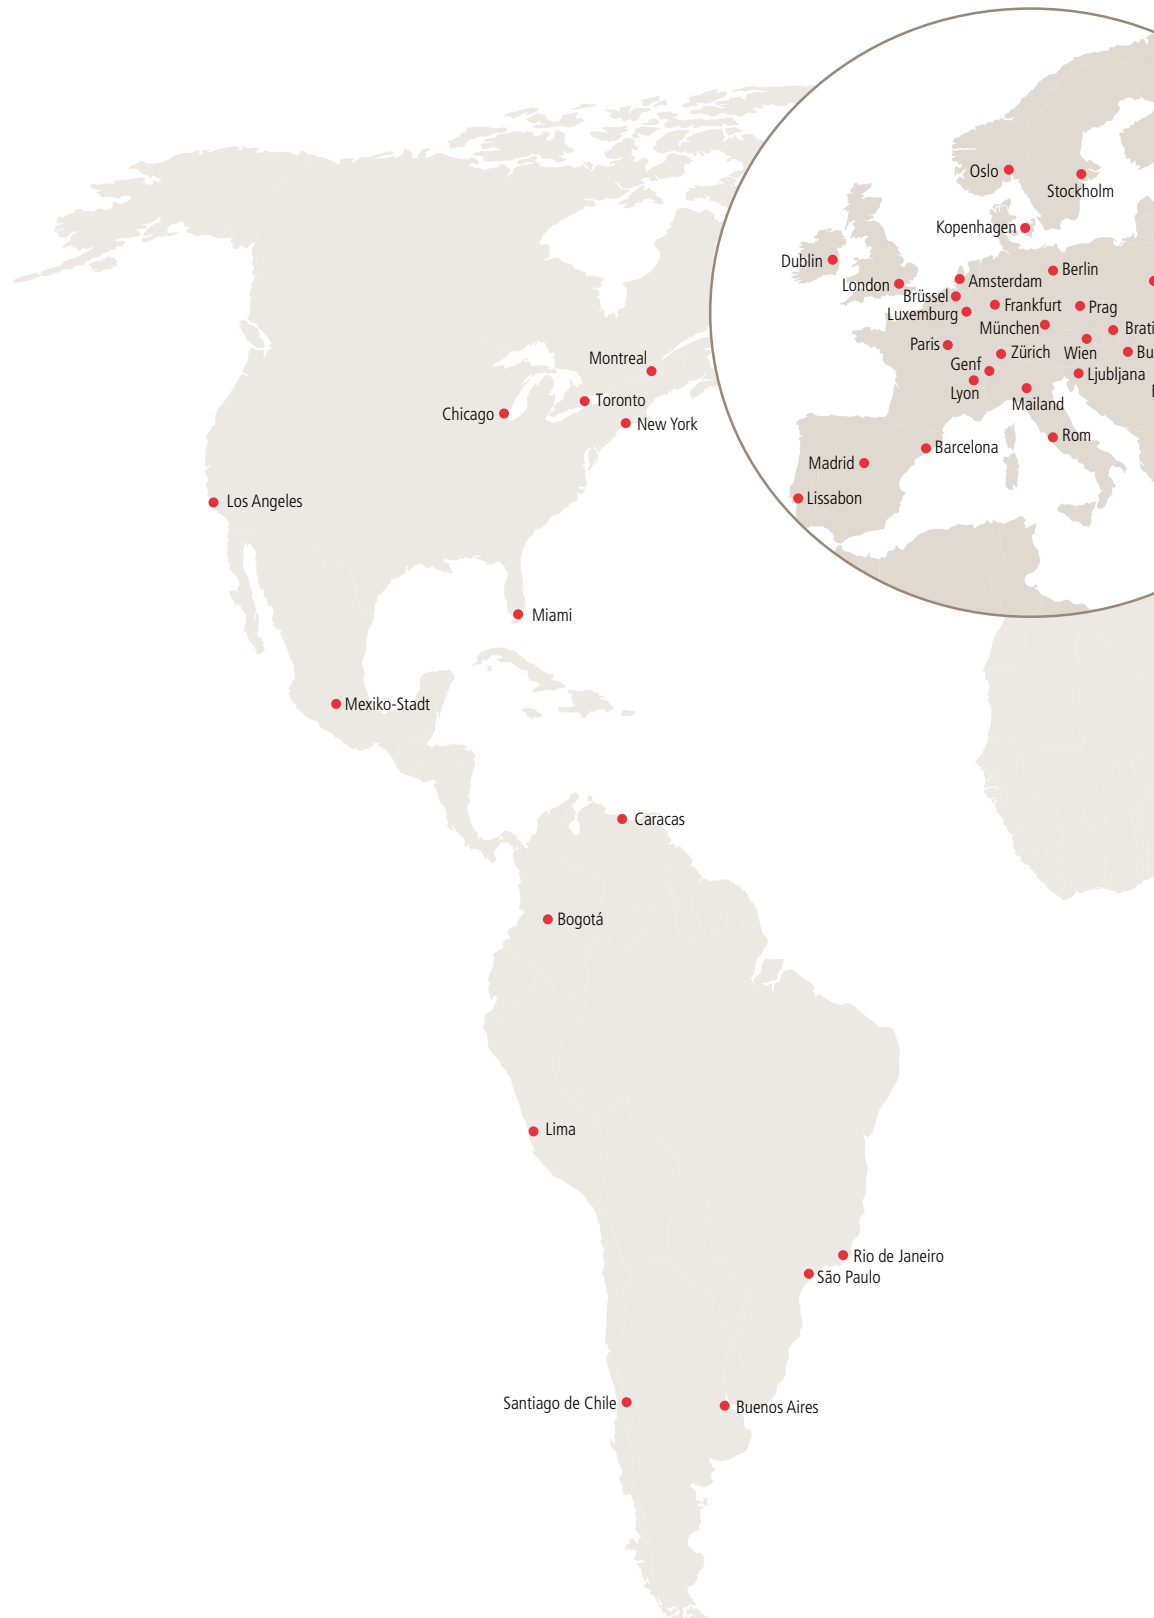 Oslo
Stockholm
Kopenhagen
Dublin
Berlin
London
Amsterdam
Brüssel
Frankfurt
Prag
Luxemburg
München
Brati
Paris
Zürich
Wien
Bu
Genf
Ljubljana
Lyon
Mailand
Rom
Barcelona
Madrid
Lissabon
Montreal
Toronto
Chicago
New York
Los Angeles
Miami
Mexiko-Stadt
Caracas
Bogotá
Lima
Rio de Janeiro
São Paulo
Santiago de Chile
Buenos Aires